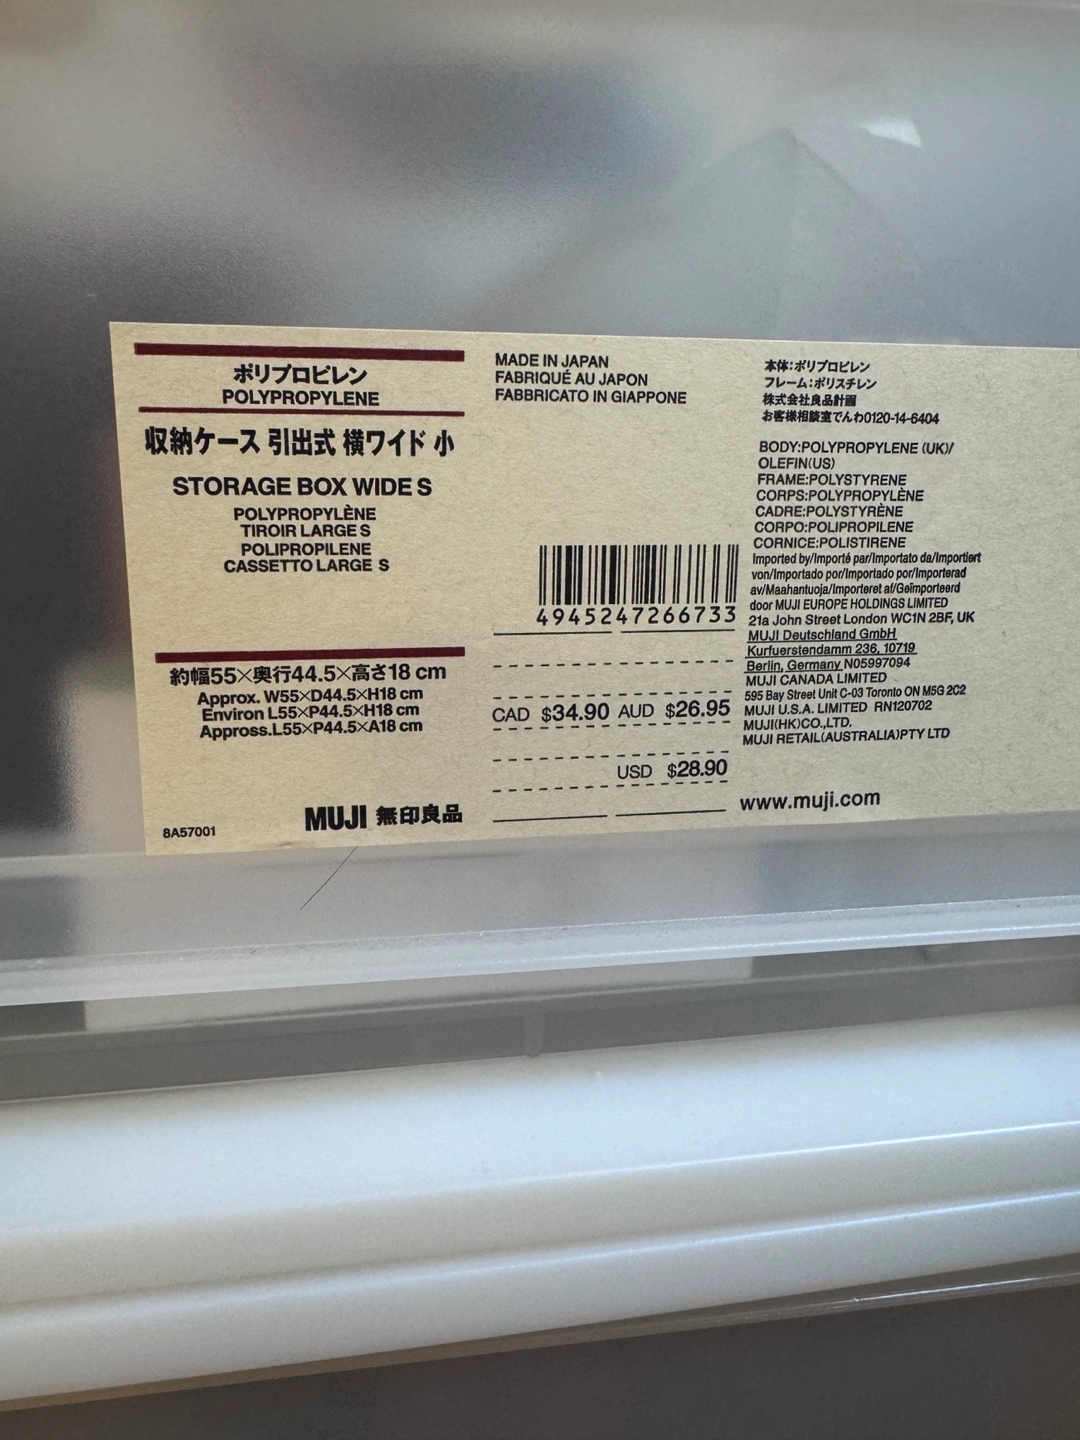 ポリプロピレン
POLYPROPYLENE
収納ケース 引出式 横ワイド 小
STORAGE BOX WIDE S
POLYPROPYLÈNE
TIROIR LARGE S
POLIPROPILENE
CASSETTO LARGE S
約幅55×奥行44.5×高さ18 cm
Approx. W55×D44.5×H18 cm
Environ L55×P44.5×H18 cm
Appross.L55×P44.5×A18 cm
8A57001
MUJI 無印良品
MADE IN JAPAN
FABRIQUÉ AU JAPON
FABBRICATO IN GIAPPONE
4945247266733
CAD $34.90 AUD $26.95
USD $28.90
本体:ポリプロピレン
フレーム:ポリスチレン
株式会社良品計画
お客様相談室でんわ0120-14-6404
BODY:POLYPROPYLENE (UK)/
OLEFIN(US)
FRAME:POLYSTYRENE
CORPS:POLYPROPYLÈNE
CADRE:POLYSTYRÈNE
CORPO:POLIPROPILENE
CORNICE:POLISTIRENE
Imported by/Importé par/Importato da/Importiert
von/Importado por/Importado por/Importerad
av/Maahantuoja/Importeret af/Geïmporteerd
door MUJI EUROPE HOLDINGS LIMITED
21a John Street London WC1N 2BF, UK
MUJI Deutschland GmbH
Kurfuerstendamm 236, 10719
Berlin, Germany N05997094
MUJI CANADA LIMITED
595 Bay Street Unit C-03 Toronto ON M5G 2C2
MUJI U.S.A. LIMITED RN120702
MUJI(HK)CO.,LTD.
MUJI RETAIL(AUSTRALIA)PTY LTD
www.muji.com